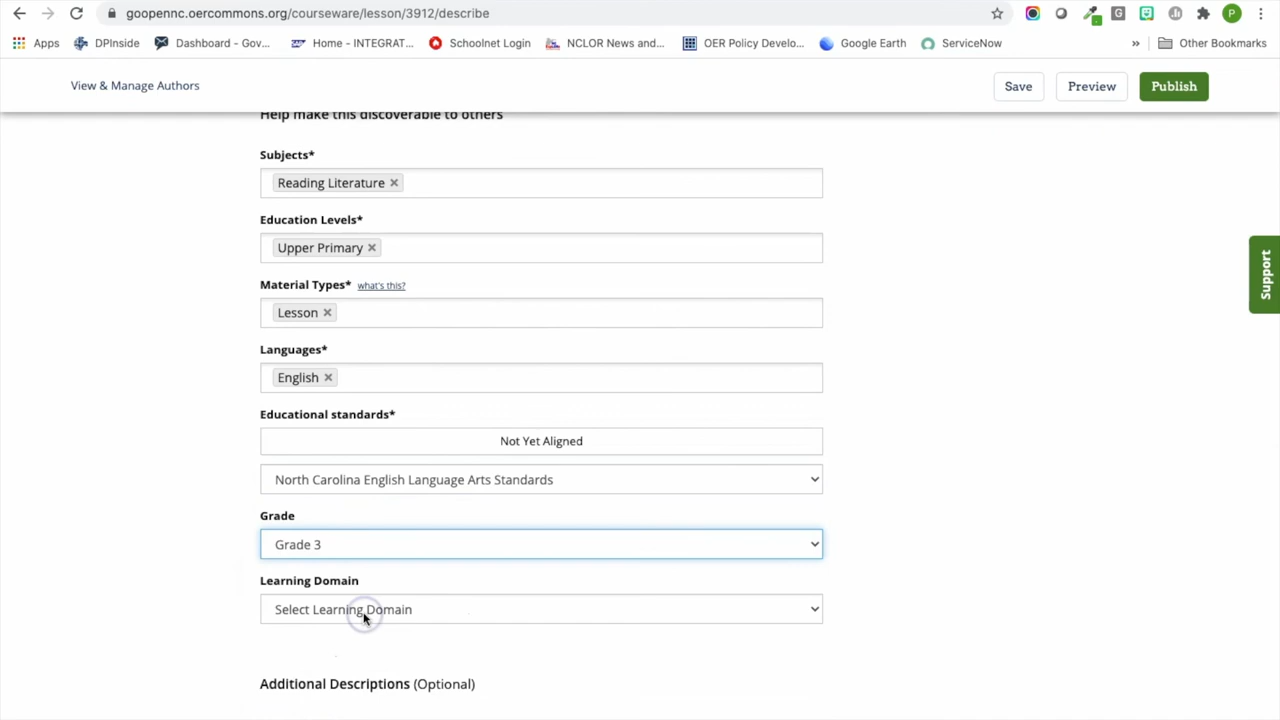 goopennc.oercommons.org/courseware/lesson/3912/describe
P
Apps DPInside Dashboard - Gov... Home - INTEGRAT... Schoolnet Login NCLOR News and... OER Policy Develo... Google Earth ServiceNow » Other Bookmarks
View & Manage Authors Save Preview Publish
Help make this discoverable to others
Subjects*
Reading Literature ×
Education Levels*
Upper Primary ×
Material Types* what's this?
Lesson ×
Languages*
English ×
Educational standards*
Not Yet Aligned
North Carolina English Language Arts Standards
Grade
Grade 3
Learning Domain
Select Learning Domain
Additional Descriptions (Optional)
Support